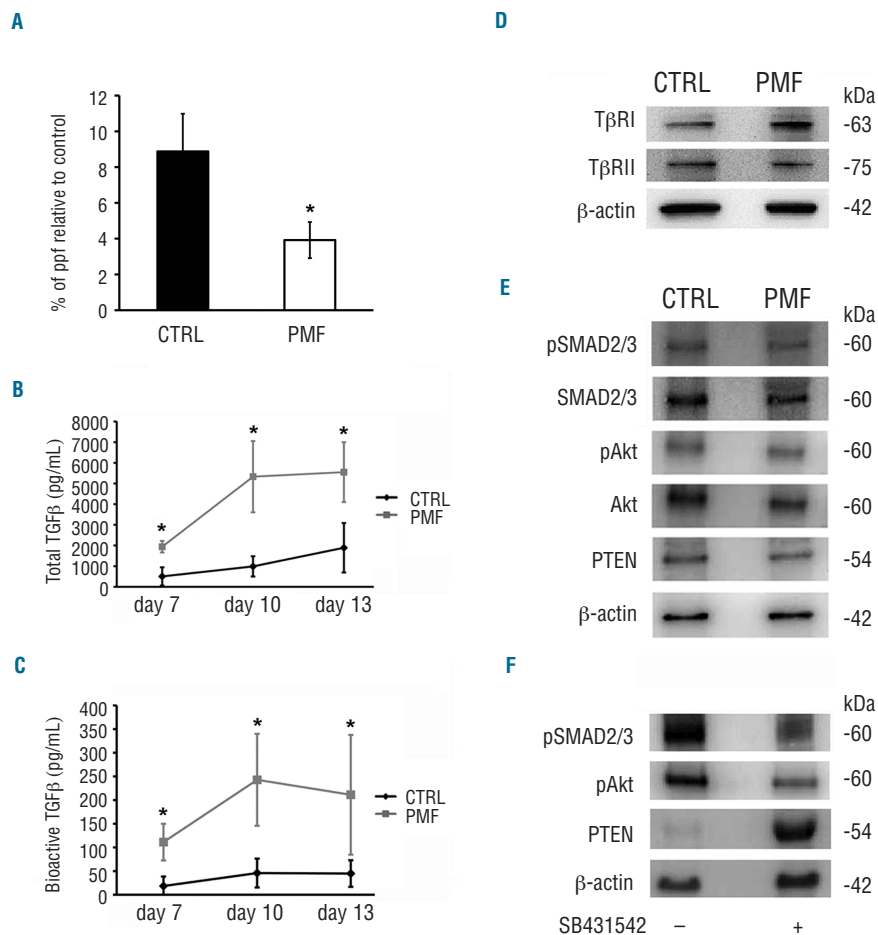 A
% of ppf relative to control
12
10
8
6
4
2
0
*
CTRL
PMF
B
Total TGFβ (pg/mL)
8000
7000
6000
5000
4000
3000
2000
1000
0
*
*
*
CTRL
PMF
day 7
day 10
day 13
C
Bioactive TGFβ (pg/mL)
400
350
300
250
200
150
100
50
0
*
*
*
CTRL
PMF
day 7
day 10
day 13
D
CTRL PMF
kDa
TβRI -63
TβRII -75
β-actin -42
E
CTRL PMF
kDa
pSMAD2/3 -60
SMAD2/3 -60
pAkt -60
Akt -60
PTEN -54
β-actin -42
F
kDa
pSMAD2/3 -60
pAkt -60
PTEN -54
β-actin -42
SB431542 – +